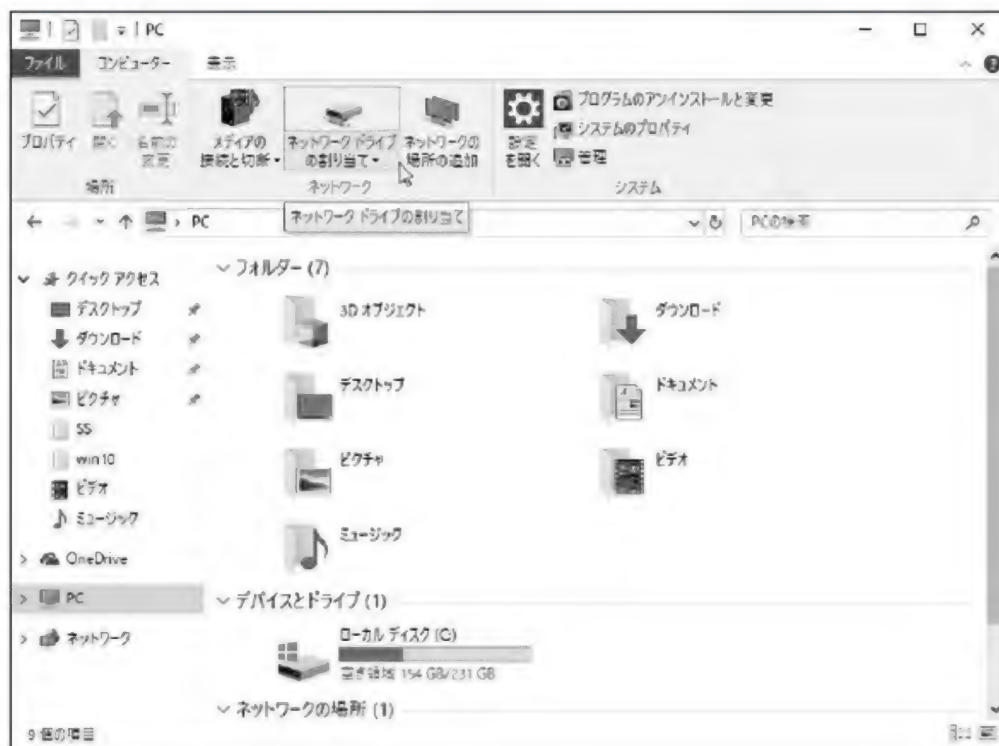 PC
ファイル コンピューター 表示
プロパティ 開く 名前の変更
メディアの接続と切断 ネットワーク ドライブの割り当て ネットワークの場所の追加
設定を開く
プログラムのアンインストールと変更
システムのプロパティ
管理
場所 ネットワーク システム
PC
ネットワーク ドライブの割り当て
PCの検索
クイック アクセス
デスクトップ
ダウンロード
ドキュメント
ピクチャ
SS
win10
ビデオ
ミュージック
OneDrive
PC
ネットワーク
フォルダー (7)
3D オブジェクト
ダウンロード
デスクトップ
ドキュメント
ピクチャ
ビデオ
ミュージック
デバイスとドライブ (1)
ローカル ディスク (C)
空き領域 194 GB/231 GB
ネットワークの場所 (1)
9 個の項目